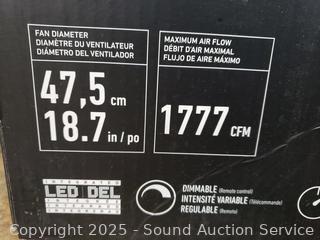 FAN DIAMETER
DIAMÈTRE DU VENTILATEUR
DIÁMETRO DEL VENTILADOR
47,5 cm
18.7 in / po
MAXIMUM AIR FLOW
DÉBIT D'AIR MAXIMAL
FLUJO DE AIRE MÁXIMO
1777 CFM
INTEGRATED
LED DEL
DIMMABLE (Remote control)
INTENSITÉ VARIABLE (Télécommande)
REGULABLE (Remoto)
Copyright 2025 - Sound Auction Service